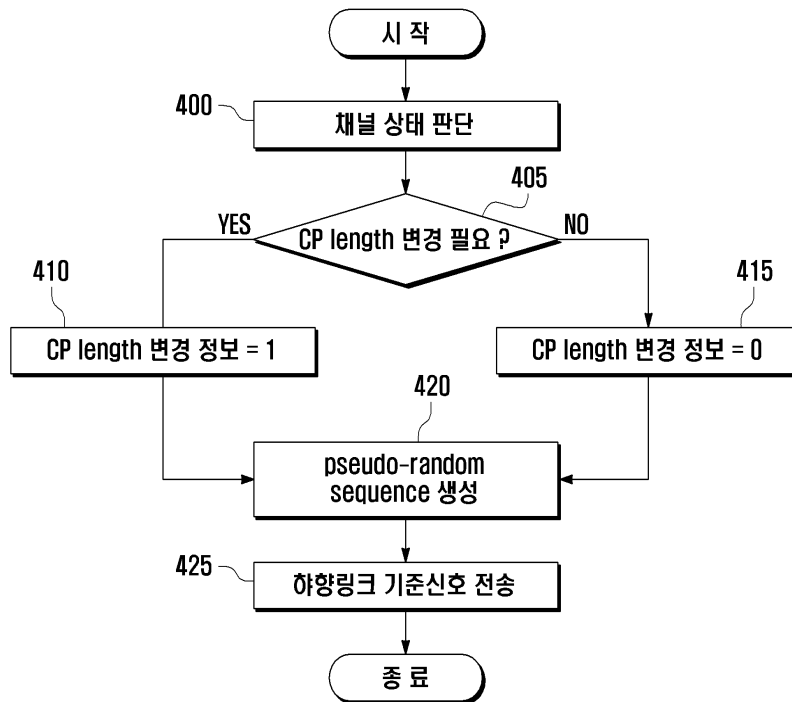 시 작
400
채널 상태 판단
405
YES
CP length 변경 필요 ?
NO
410
415
CP length 변경 정보 = 1
CP length 변경 정보 = 0
420
pseudo-random
sequence 생성
425
하향링크 기준신호 전송
종 료